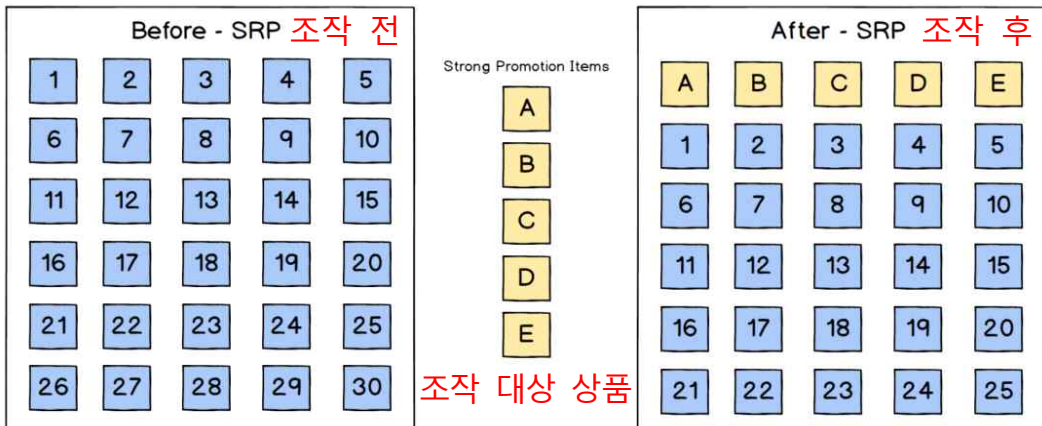 Before - SRP 조작 전
1 2 3 4 5
6 7 8 9 10
11 12 13 14 15
16 17 18 19 20
21 22 23 24 25
26 27 28 29 30
Strong Promotion Items
A
B
C
D
E
조작 대상 상품
After - SRP 조작 후
A B C D E
1 2 3 4 5
6 7 8 9 10
11 12 13 14 15
16 17 18 19 20
21 22 23 24 25